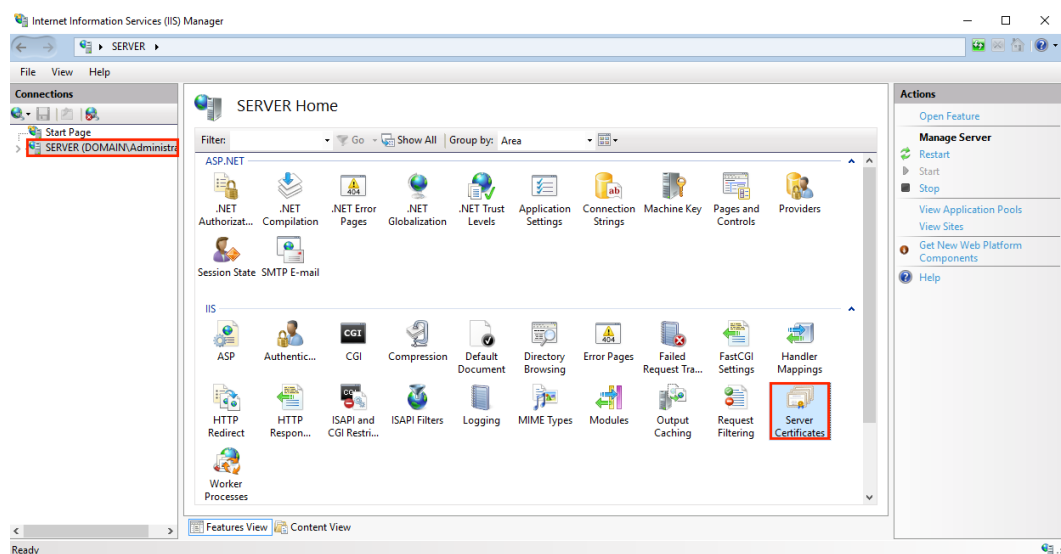 Internet Information Services (IIS) Manager
SERVER
File View Help
Connections
Start Page
SERVER (DOMAIN\Administra
SERVER Home
Filter: Go Show All Group by: Area
ASP.NET
.NET Authorizat...
.NET Compilation
.NET Error Pages
.NET Globalization
.NET Trust Levels
Application Settings
Connection Strings
Machine Key
Pages and Controls
Providers
Session State
SMTP E-mail
IIS
ASP
Authentic...
CGI
CGI
Compression
Default Document
Directory Browsing
404
Error Pages
Failed Request Tra...
FastCGI Settings
Handler Mappings
HTTP Redirect
HTTP Respon...
ISAPI and CGI Restri...
ISAPI Filters
Logging
MIME Types
Modules
Output Caching
Request Filtering
Server Certificates
Worker Processes
Features View Content View
Ready
Actions
Open Feature
Manage Server
Restart
Start
Stop
View Application Pools
View Sites
Get New Web Platform
Components
Help